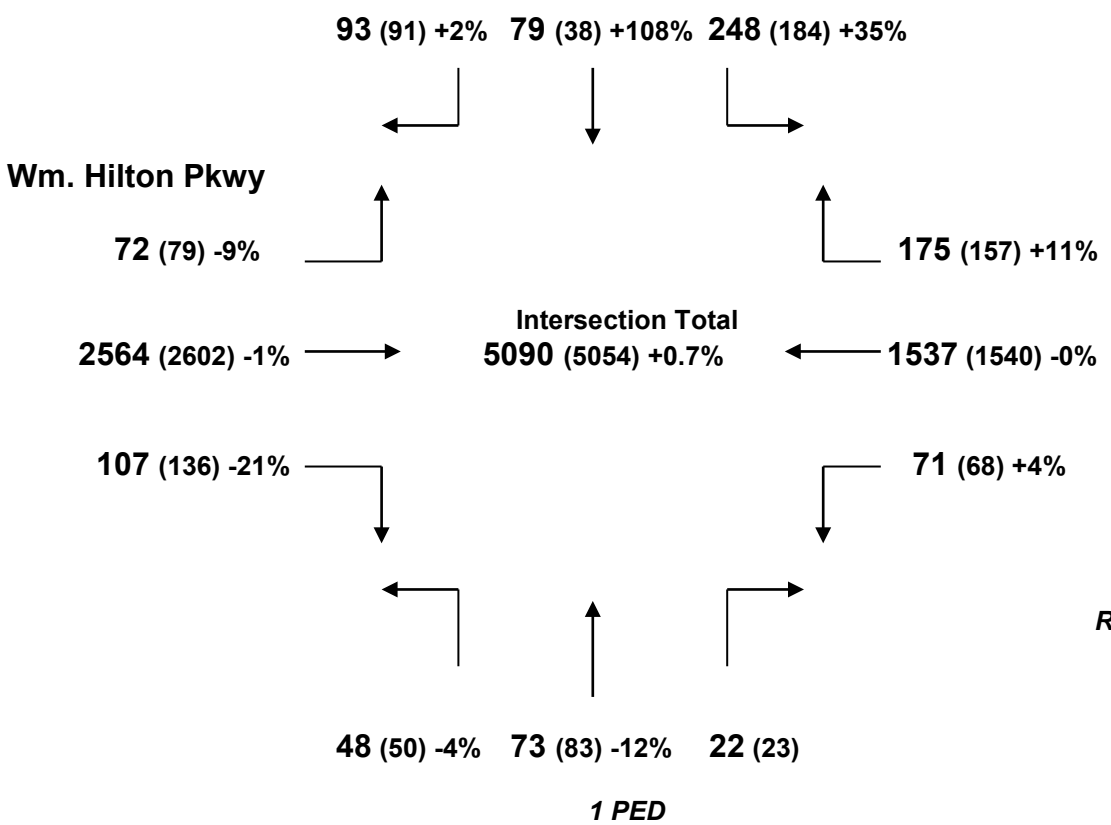 93 (91) +2% 79 (38) +108% 248 (184) +35%
Wm. Hilton Pkwy
72 (79) -9% 175 (157) +11%
Intersection Total
2564 (2602) -1% 5090 (5054) +0.7% 1537 (1540) -0%
107 (136) -21% 71 (68) +4%
R
48 (50) -4% 73 (83) -12% 22 (23)
1 PED